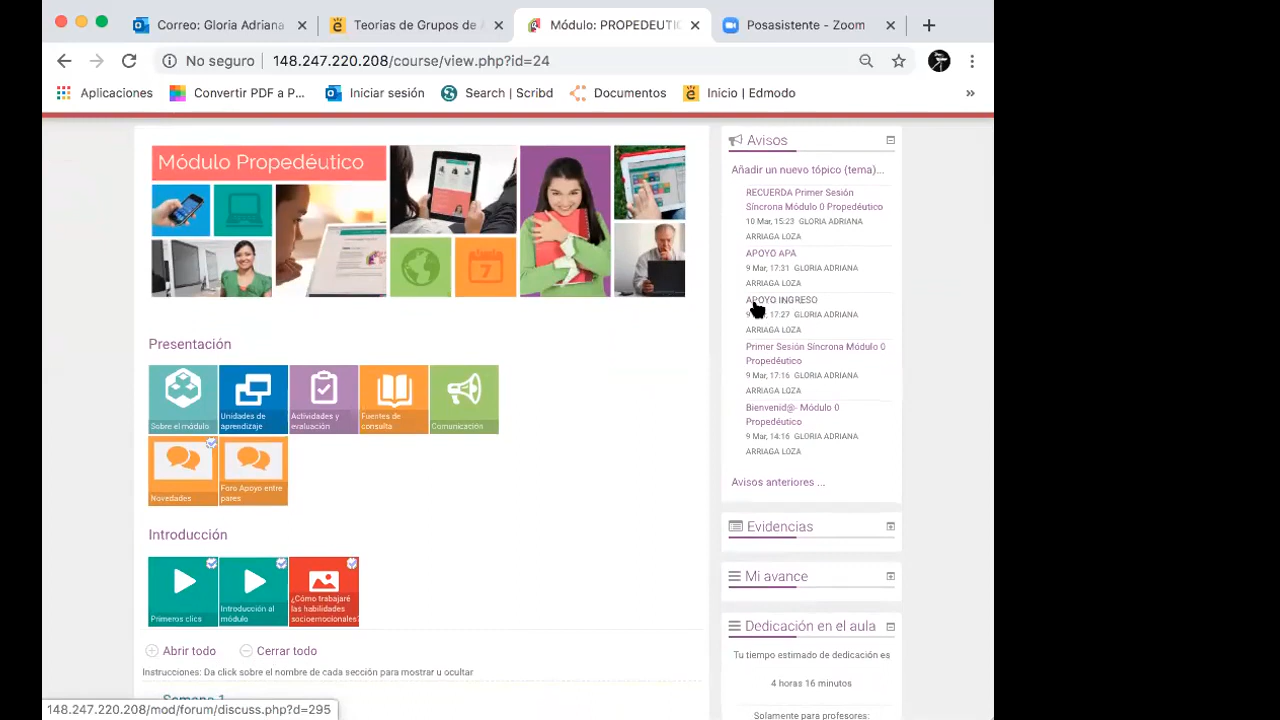 Correo: Gloria Adriana
Teorias de Grupos de
Módulo: PROPEDEUTIC
Posasistente - Zoom
No seguro
148.247.220.208/course/view.php?id=24
Aplicaciones
Convertir PDF a P...
Iniciar sesión
Search | Scribd
Documentos
Inicio | Edmodo
»
Módulo Propedéutico
7
Presentación
Sobre el módulo
Unidades de
aprendizaje
Actividades y
evaluación
Fuentes de
consulta
Comunicación
Novedades
Foro Apoyo entre
pares
Introducción
Primeros clics
Introducción al
módulo
¿Cómo trabajaré
las habilidades
socioemocionales?
Abrir todo
Cerrar todo
Instrucciones: Da click sobre el nombre de cada sección para mostrar u ocultar
Semana 1
Avisos
Añadir un nuevo tópico (tema)...
RECUERDA Primer Sesión
Síncrona Módulo 0 Propedéutico
10 Mar, 15:23 GLORIA ADRIANA
ARRIAGA LOZA
APOYO APA
9 Mar, 17:31 GLORIA ADRIANA
ARRIAGA LOZA
APOYO INGRESO
9 17:27 GLORIA ADRIANA
ARRIAGA LOZA
Primer Sesión Síncrona Módulo 0
Propedéutico
9 Mar, 17:16 GLORIA ADRIANA
ARRIAGA LOZA
Bienvenid@- Módulo 0
Propedéutico
9 Mar, 14:16 GLORIA ADRIANA
ARRIAGA LOZA
Avisos anteriores ...
Evidencias
Mi avance
Dedicación en el aula
Tu tiempo estimado de dedicación es
4 horas 16 minutos
Solamente para profesores:
148.247.220.208/mod/forum/discuss.php?d=295